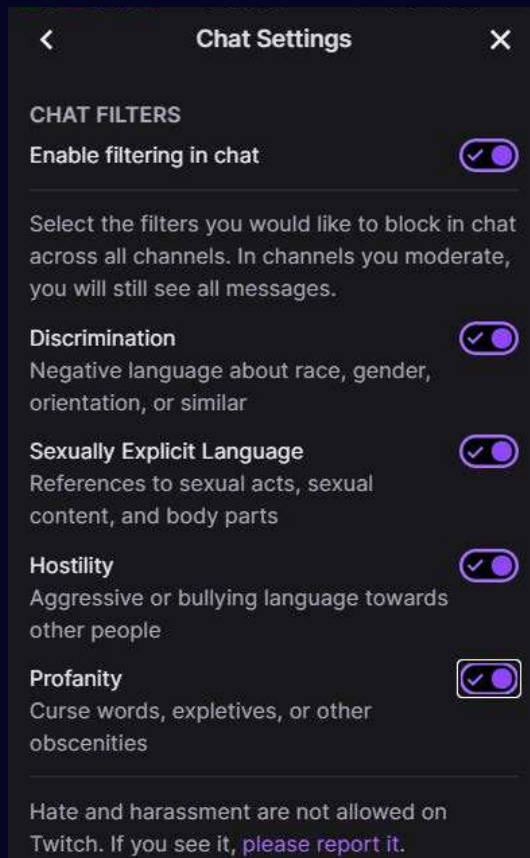 Chat Settings
CHAT FILTERS
Enable filtering in chat
Select the filters you would like to block in chat
across all channels. In channels you moderate,
you will still see all messages.
Discrimination
Negative language about race, gender,
orientation, or similar
Sexually Explicit Language
References to sexual acts, sexual
content, and body parts
Hostility
Aggressive or bullying language towards
other people
Profanity
Curse words, expletives, or other
obscenities
Hate and harassment are not allowed on
Twitch. If you see it, please report it.